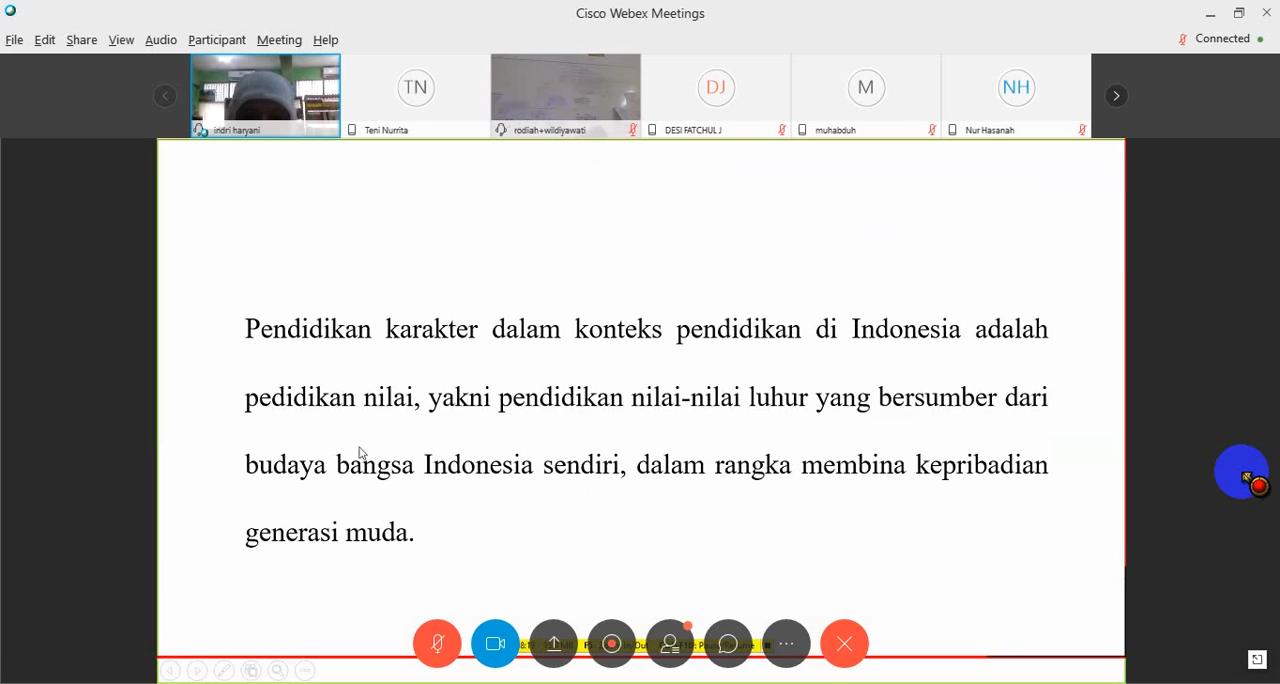 Cisco Webex Meetings
File Edit Share View Audio Participant Meeting Help
Connected
TN DJ M NH
indri haryani Teni Nurrita rodiah+wildiyawati DESI FATCHUL J muhabduh Nur Hasanah
Pendidikan karakter dalam konteks pendidikan di Indonesia adalah
pedidikan nilai, yakni pendidikan nilai-nilai luhur yang bersumber dari
budaya bangsa Indonesia sendiri, dalam rangka membina kepribadian
generasi muda.